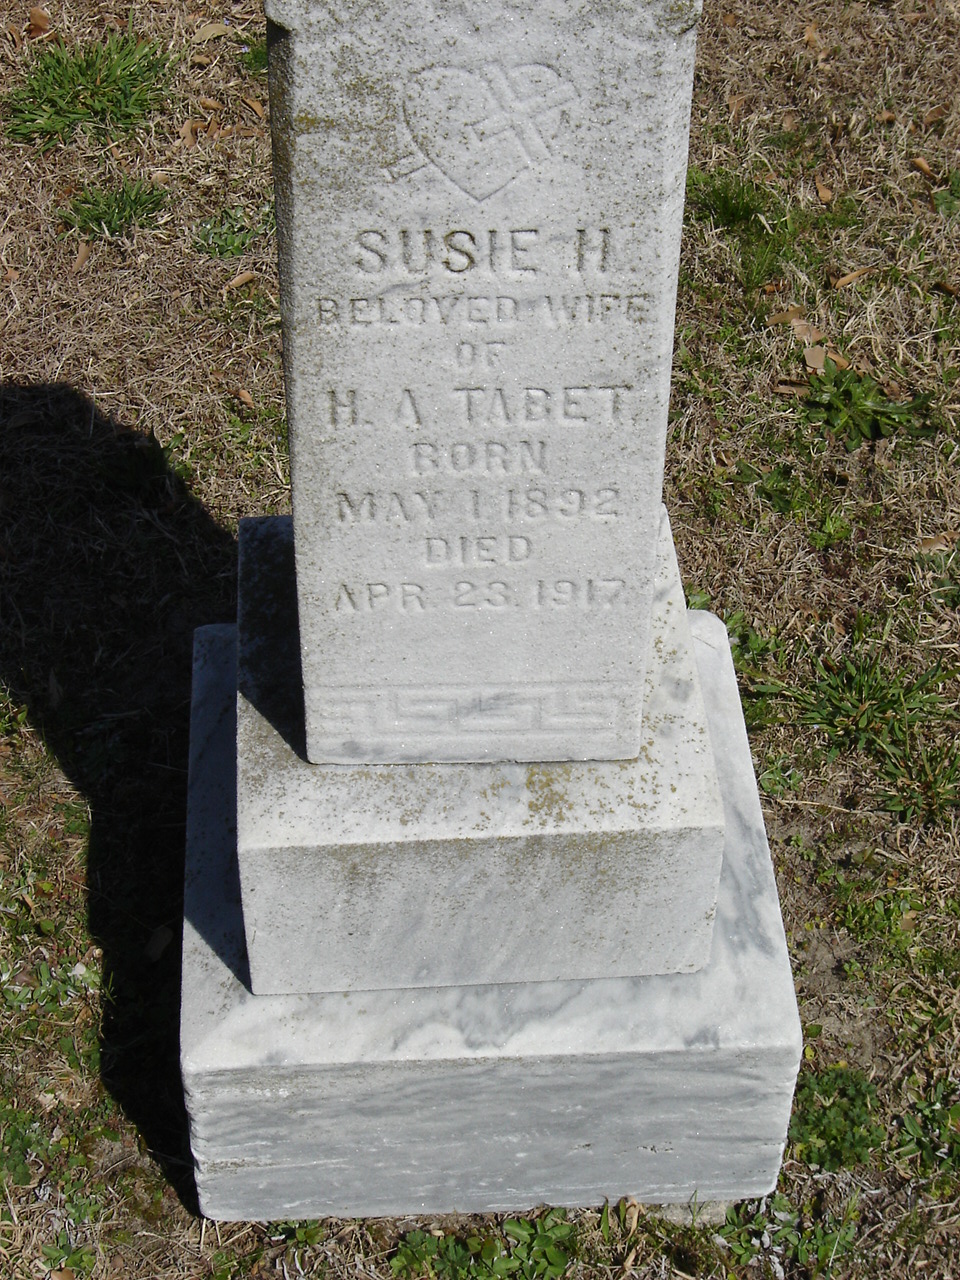 SUSIE H.
BELOVED WIFE
OF
H. A. TABET
BORN
MAY 1, 1892
DIED
APR. 23, 1917.